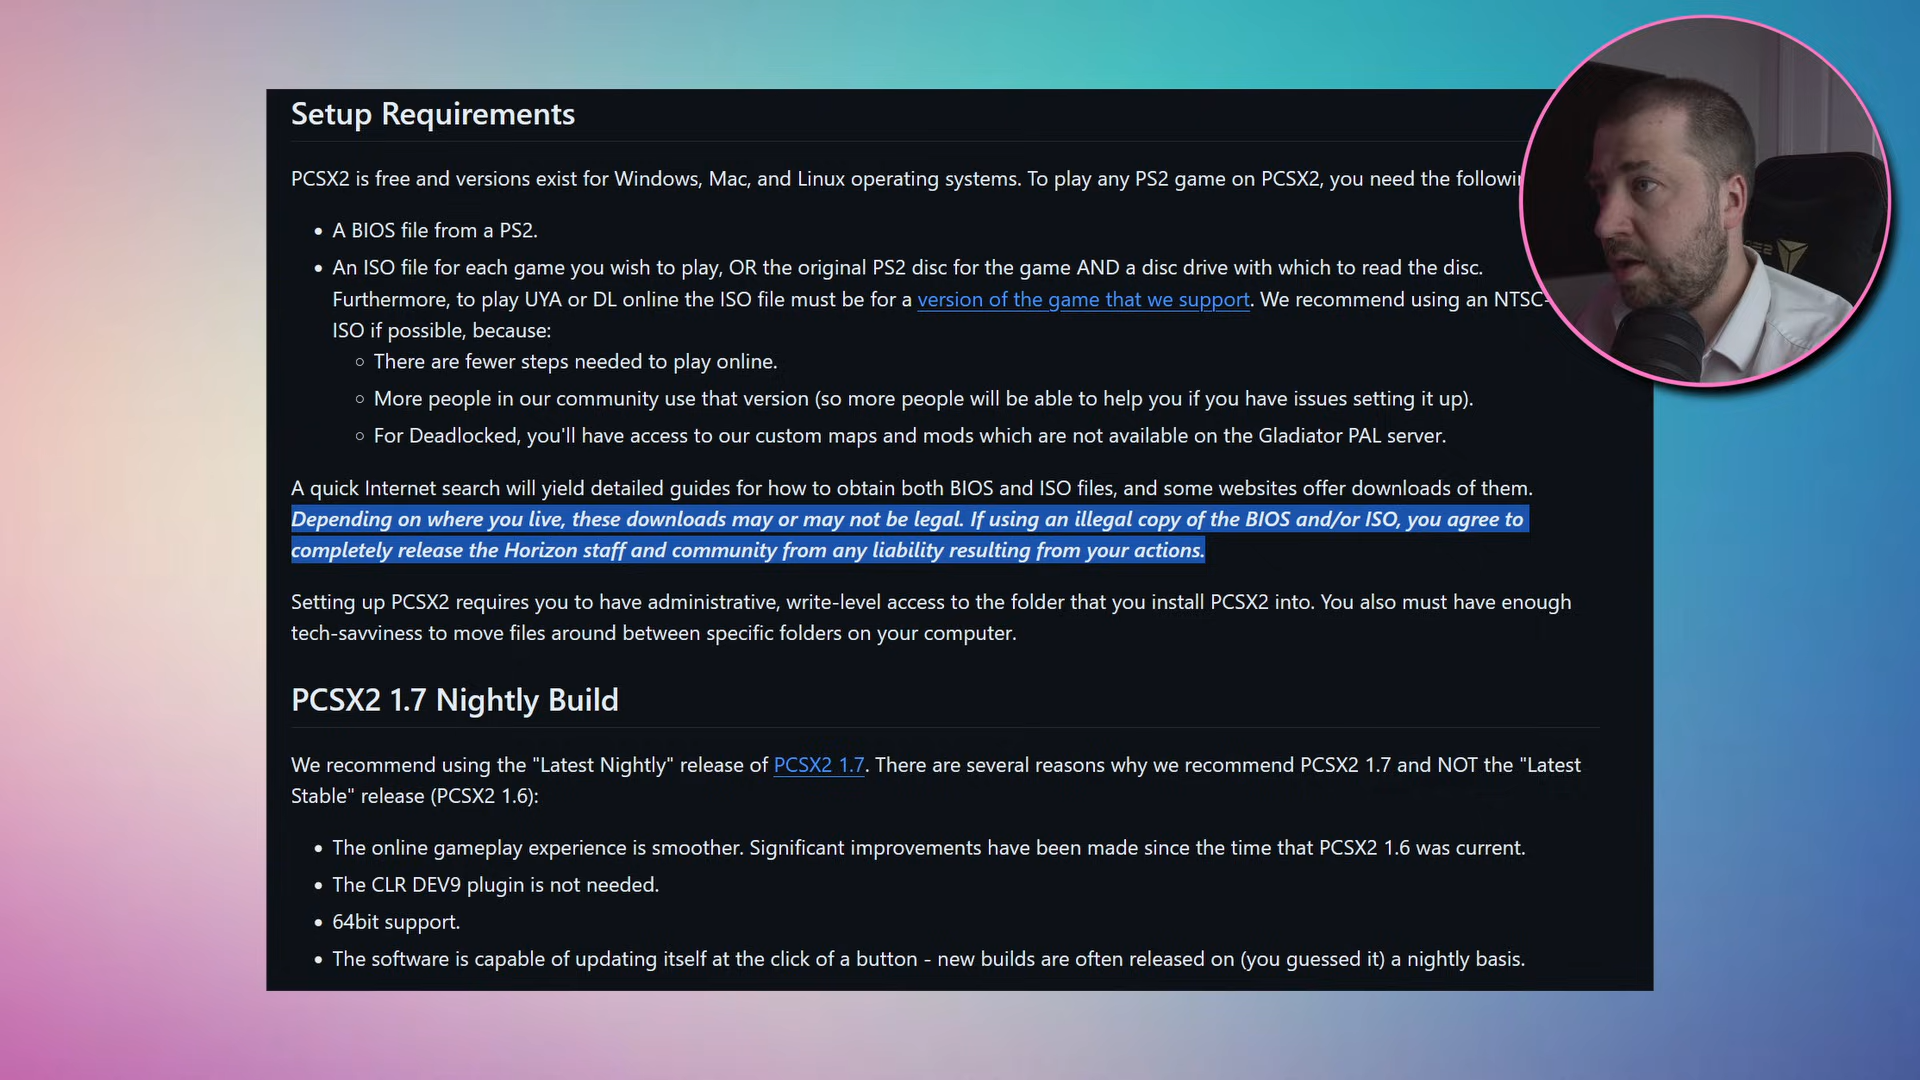 Setup Requirements
PCSX2 is free and versions exist for Windows, Mac, and Linux operating systems. To play any PS2 game on PCSX2, you need the
A BIOS file from a PS2.
An ISO file for each game you wish to play, OR the original PS2 disc for the game AND a disc drive with which to read the disc.
Furthermore, to play UYA or DL online the ISO file must be for a version of the game that we support. We recommend using an NTSC-
ISO if possible, because:
There are fewer steps needed to play online.
More people in our community use that version (so more people will be able to help you if you have issues setting it up).
For Deadlocked, you'll have access to our custom maps and mods which are not available on the Gladiator PAL server.
A quick Internet search will yield detailed guides for how to obtain both BIOS and ISO files, and some websites offer downloads of them.
Depending on where you live, these downloads may or may not be legal. If using an illegal copy of the BIOS and/or ISO, you agree to
completely release the Horizon staff and community from any liability resulting from your actions.
Setting up PCSX2 requires you to have administrative, write-level access to the folder that you install PCSX2 into. You also must have enough
tech-savviness to move files around between specific folders on your computer.
PCSX2 1.7 Nightly Build
We recommend using the "Latest Nightly" release of PCSX2 1.7. There are several reasons why we recommend PCSX2 1.7 and NOT the "Latest
Stable" release (PCSX2 1.6):
The online gameplay experience is smoother. Significant improvements have been made since the time that PCSX2 1.6 was current.
The CLR DEV9 plugin is not needed.
64bit support.
The software is capable of updating itself at the click of a button - new builds are often released on (you guessed it) a nightly basis.